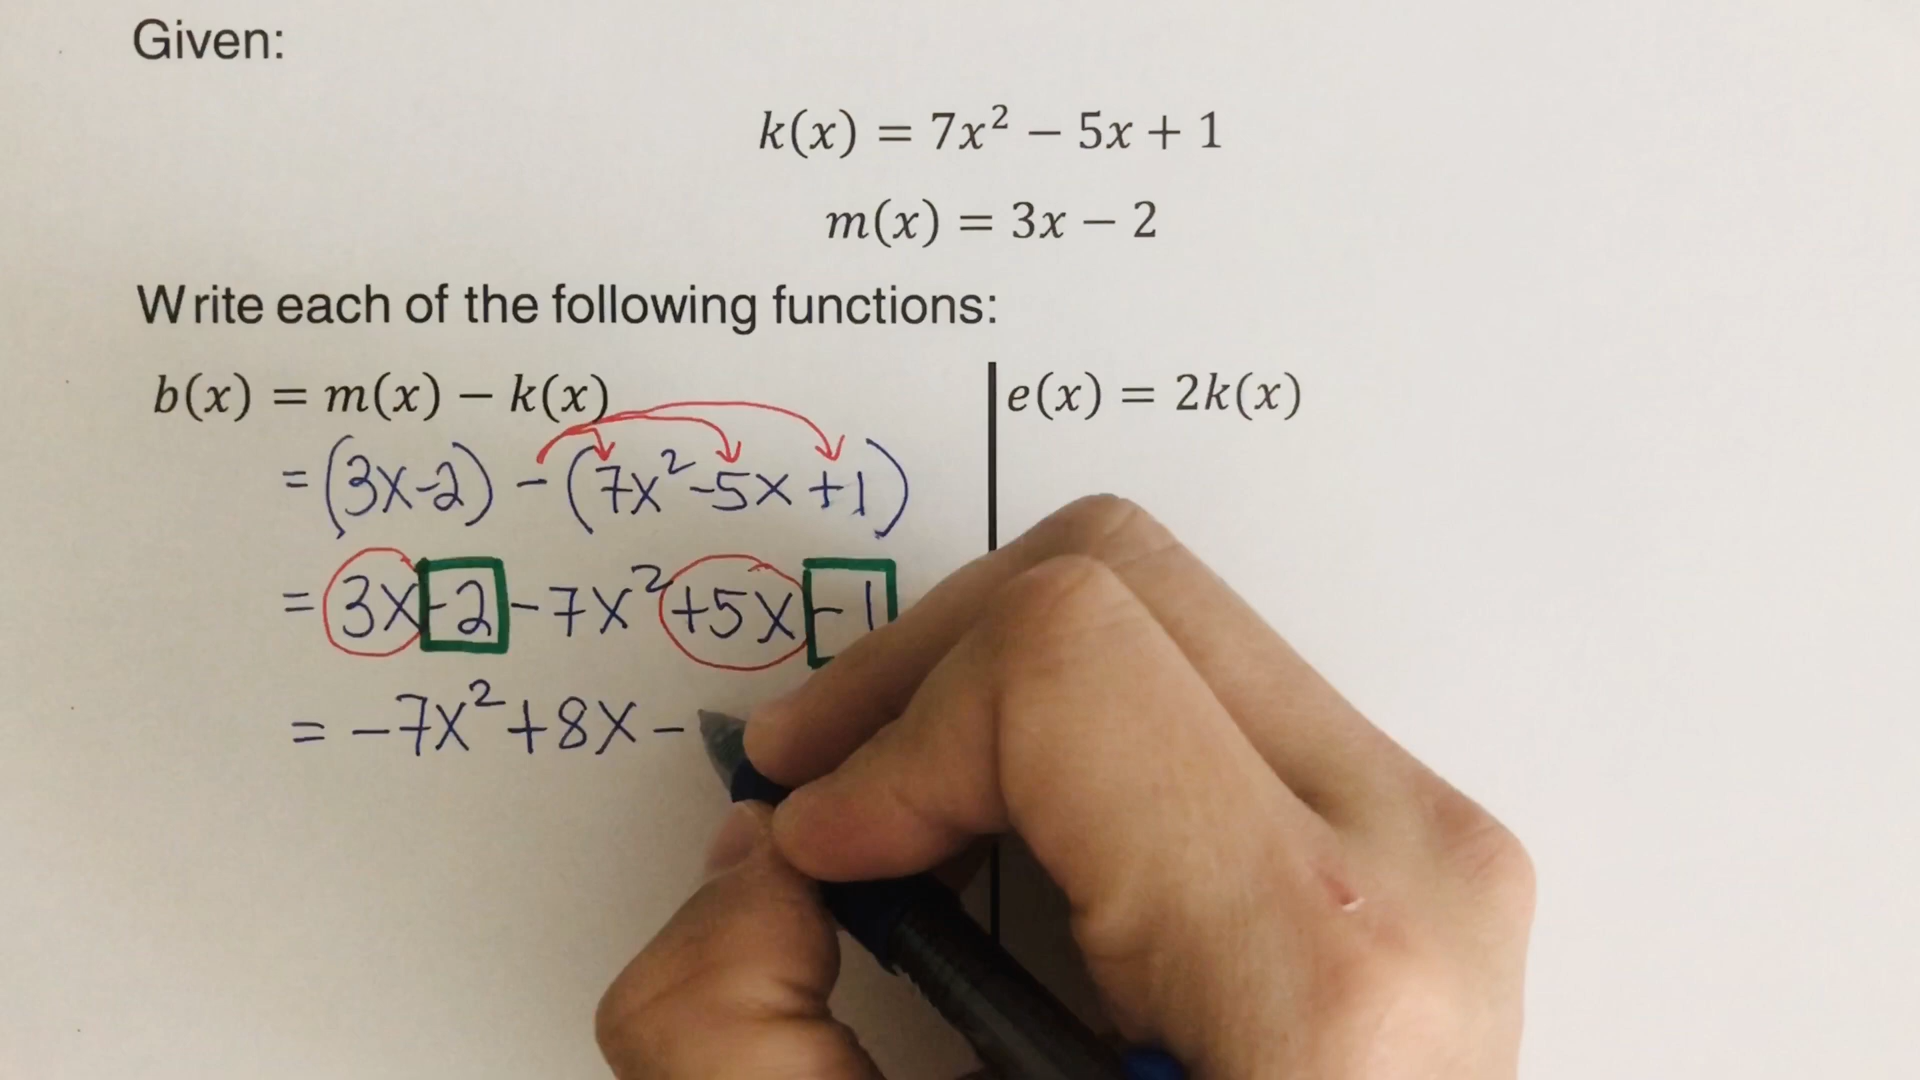 Given:
k(x) = 7x² − 5x + 1
m(x) = 3x − 2
Write each of the following functions:
b(x) = m(x) − k(x)
= (3x-2) - (7x²-5x+1)
= 3x-2-7x²+5x-1
= -7x²+8x-
e(x) = 2k(x)